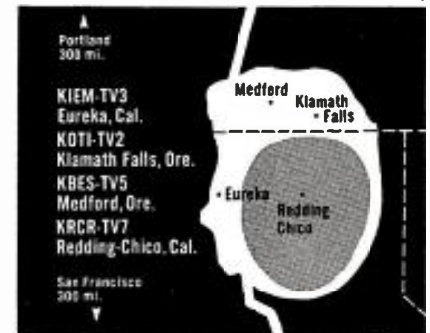 Portland
300 mi.
KIEM-TV3
Eureka, Cal.
KOTI-TV2
Klamath Falls, Ore.
KBES-TV5
Medford, Ore.
KRCR-TV7
Redding-Chico, Cal.
San Francisco
300 mi.
Medford
Klamath
Falls
Eureka
Redding
Chico